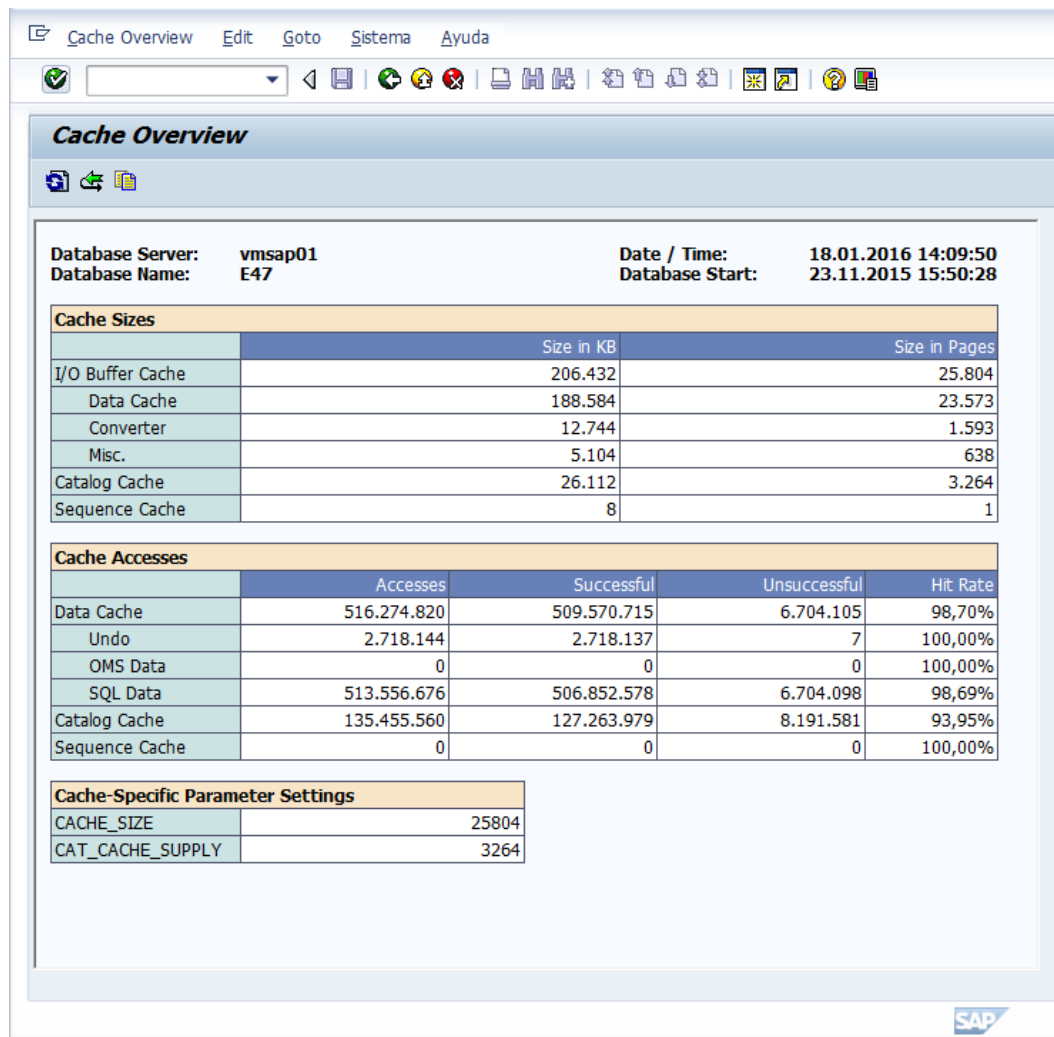 Cache Overview Edit Goto Sistema Ayuda
Cache Overview
Database Server: vmsap01 Date / Time: 18.01.2016 14:09:50
Database Name: E47 Database Start: 23.11.2015 15:50:28
Cache Sizes
Size in KB Size in Pages
I/O Buffer Cache 206.432 25.804
Data Cache 188.584 23.573
Converter 12.744 1.593
Misc. 5.104 638
Catalog Cache 26.112 3.264
Sequence Cache 8 1
Cache Accesses
Accesses Successful Unsuccessful Hit Rate
Data Cache 516.274.820 509.570.715 6.704.105 98,70%
Undo 2.718.144 2.718.137 7 100,00%
OMS Data 0 0 0 100,00%
SQL Data 513.556.676 506.852.578 6.704.098 98,69%
Catalog Cache 135.455.560 127.263.979 8.191.581 93,95%
Sequence Cache 0 0 0 100,00%
Cache-Specific Parameter Settings
CACHE_SIZE 25804
CAT_CACHE_SUPPLY 3264
SAP